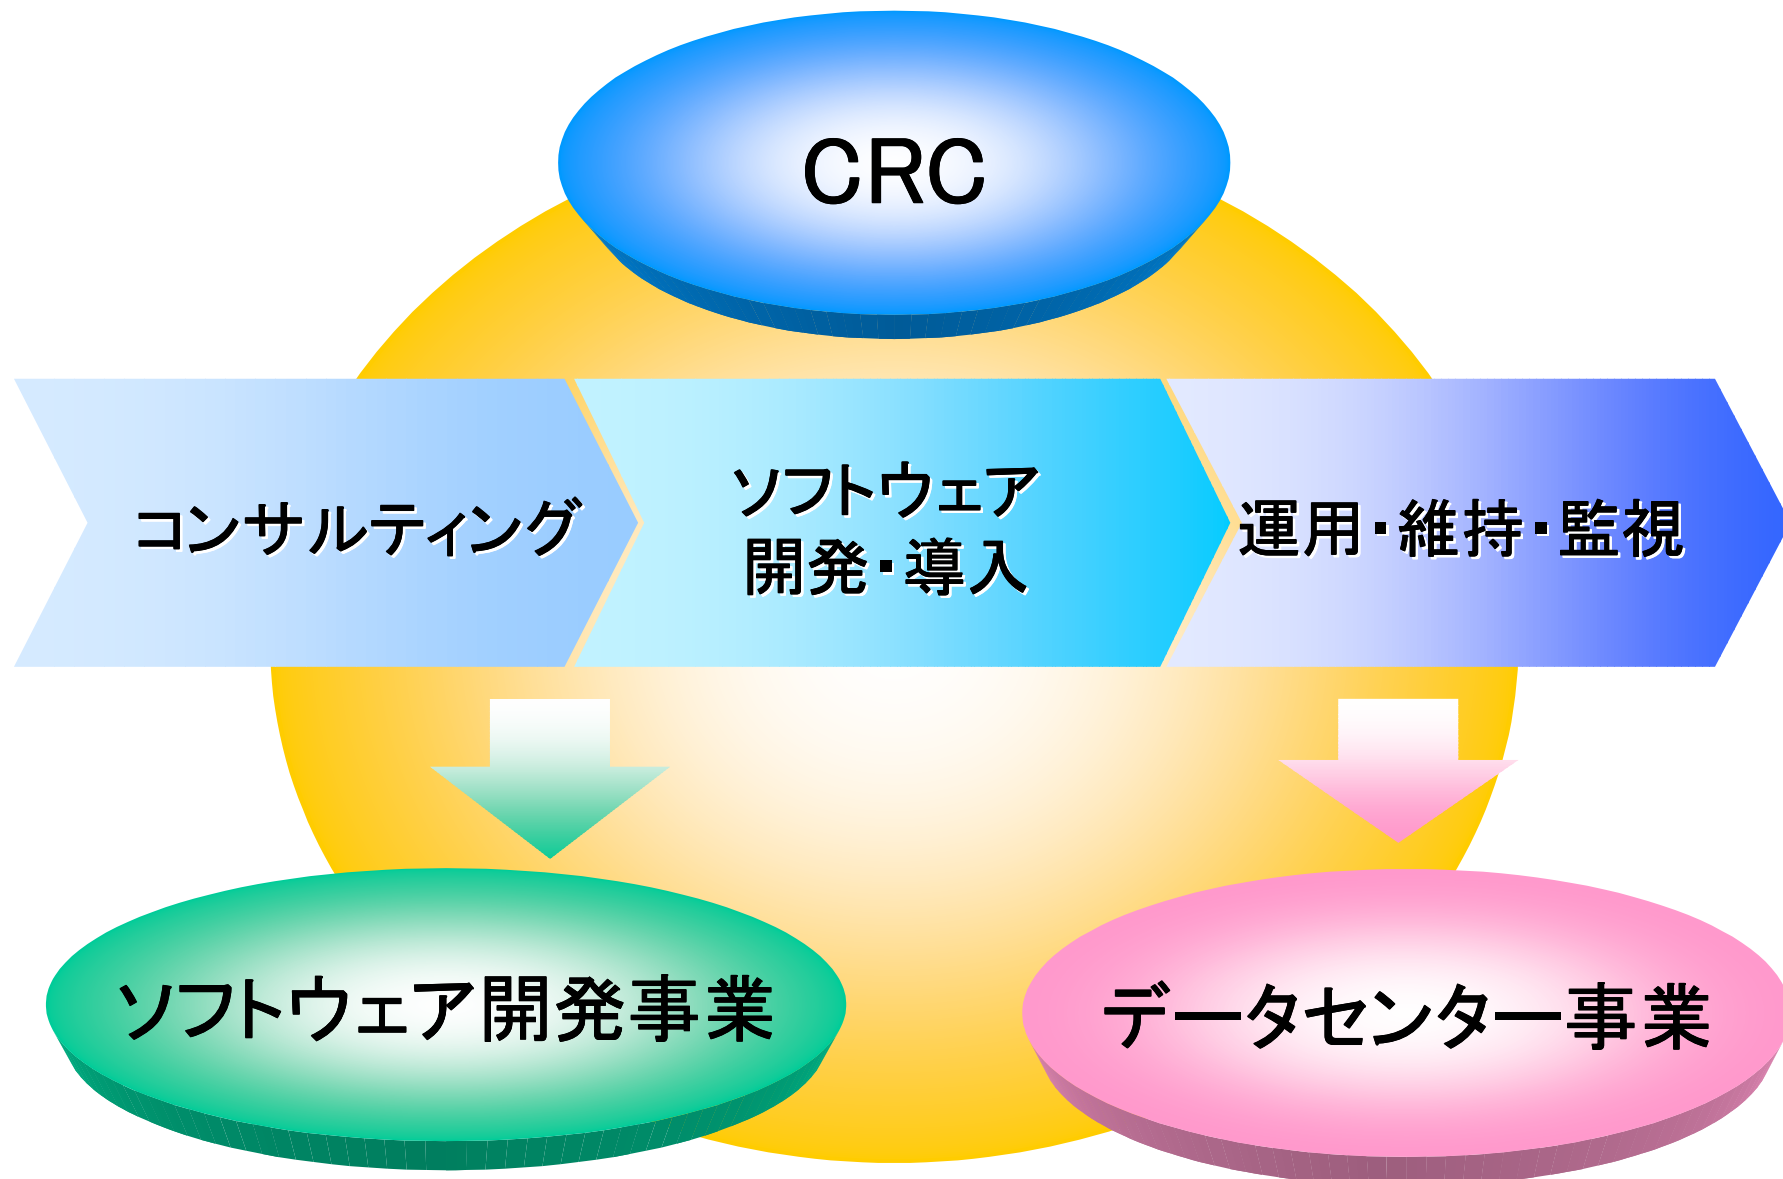 CRC
コンサルティング
ソフトウェア
開発・導入
運用・維持・監視
ソフトウェア開発事業
データセンター事業